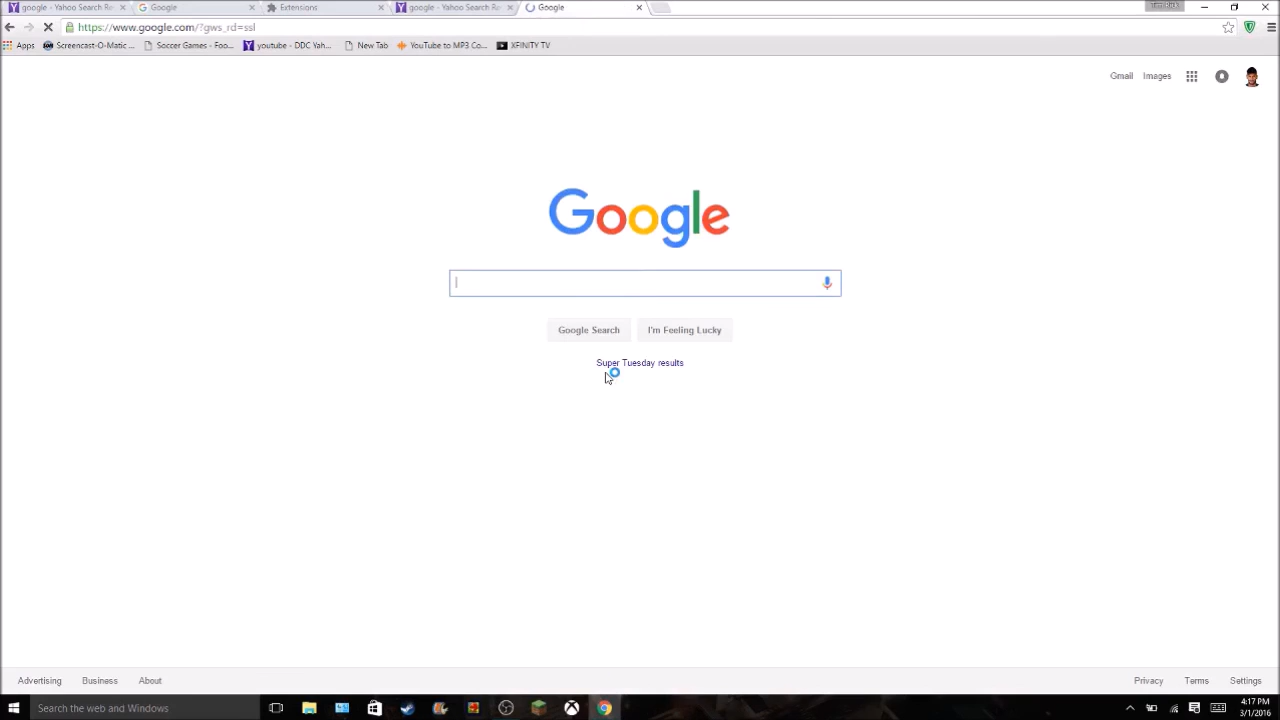 google - Yahoo Search Re
Google
Extensions
google - Yahoo Search Re
Google
Tim Rich
https://www.google.com/?gws_rd=ssl
Apps
Screencast-O-Matic ...
Soccer Games - Foo...
youtube - DDC Yah...
New Tab
YouTube to MP3 Co...
XFINITY TV
Gmail
Images
Google
Google Search
I'm Feeling Lucky
Super Tuesday results
Advertising
Business
About
Privacy
Terms
Settings
Search the web and Windows
4:17 PM
3/1/2016